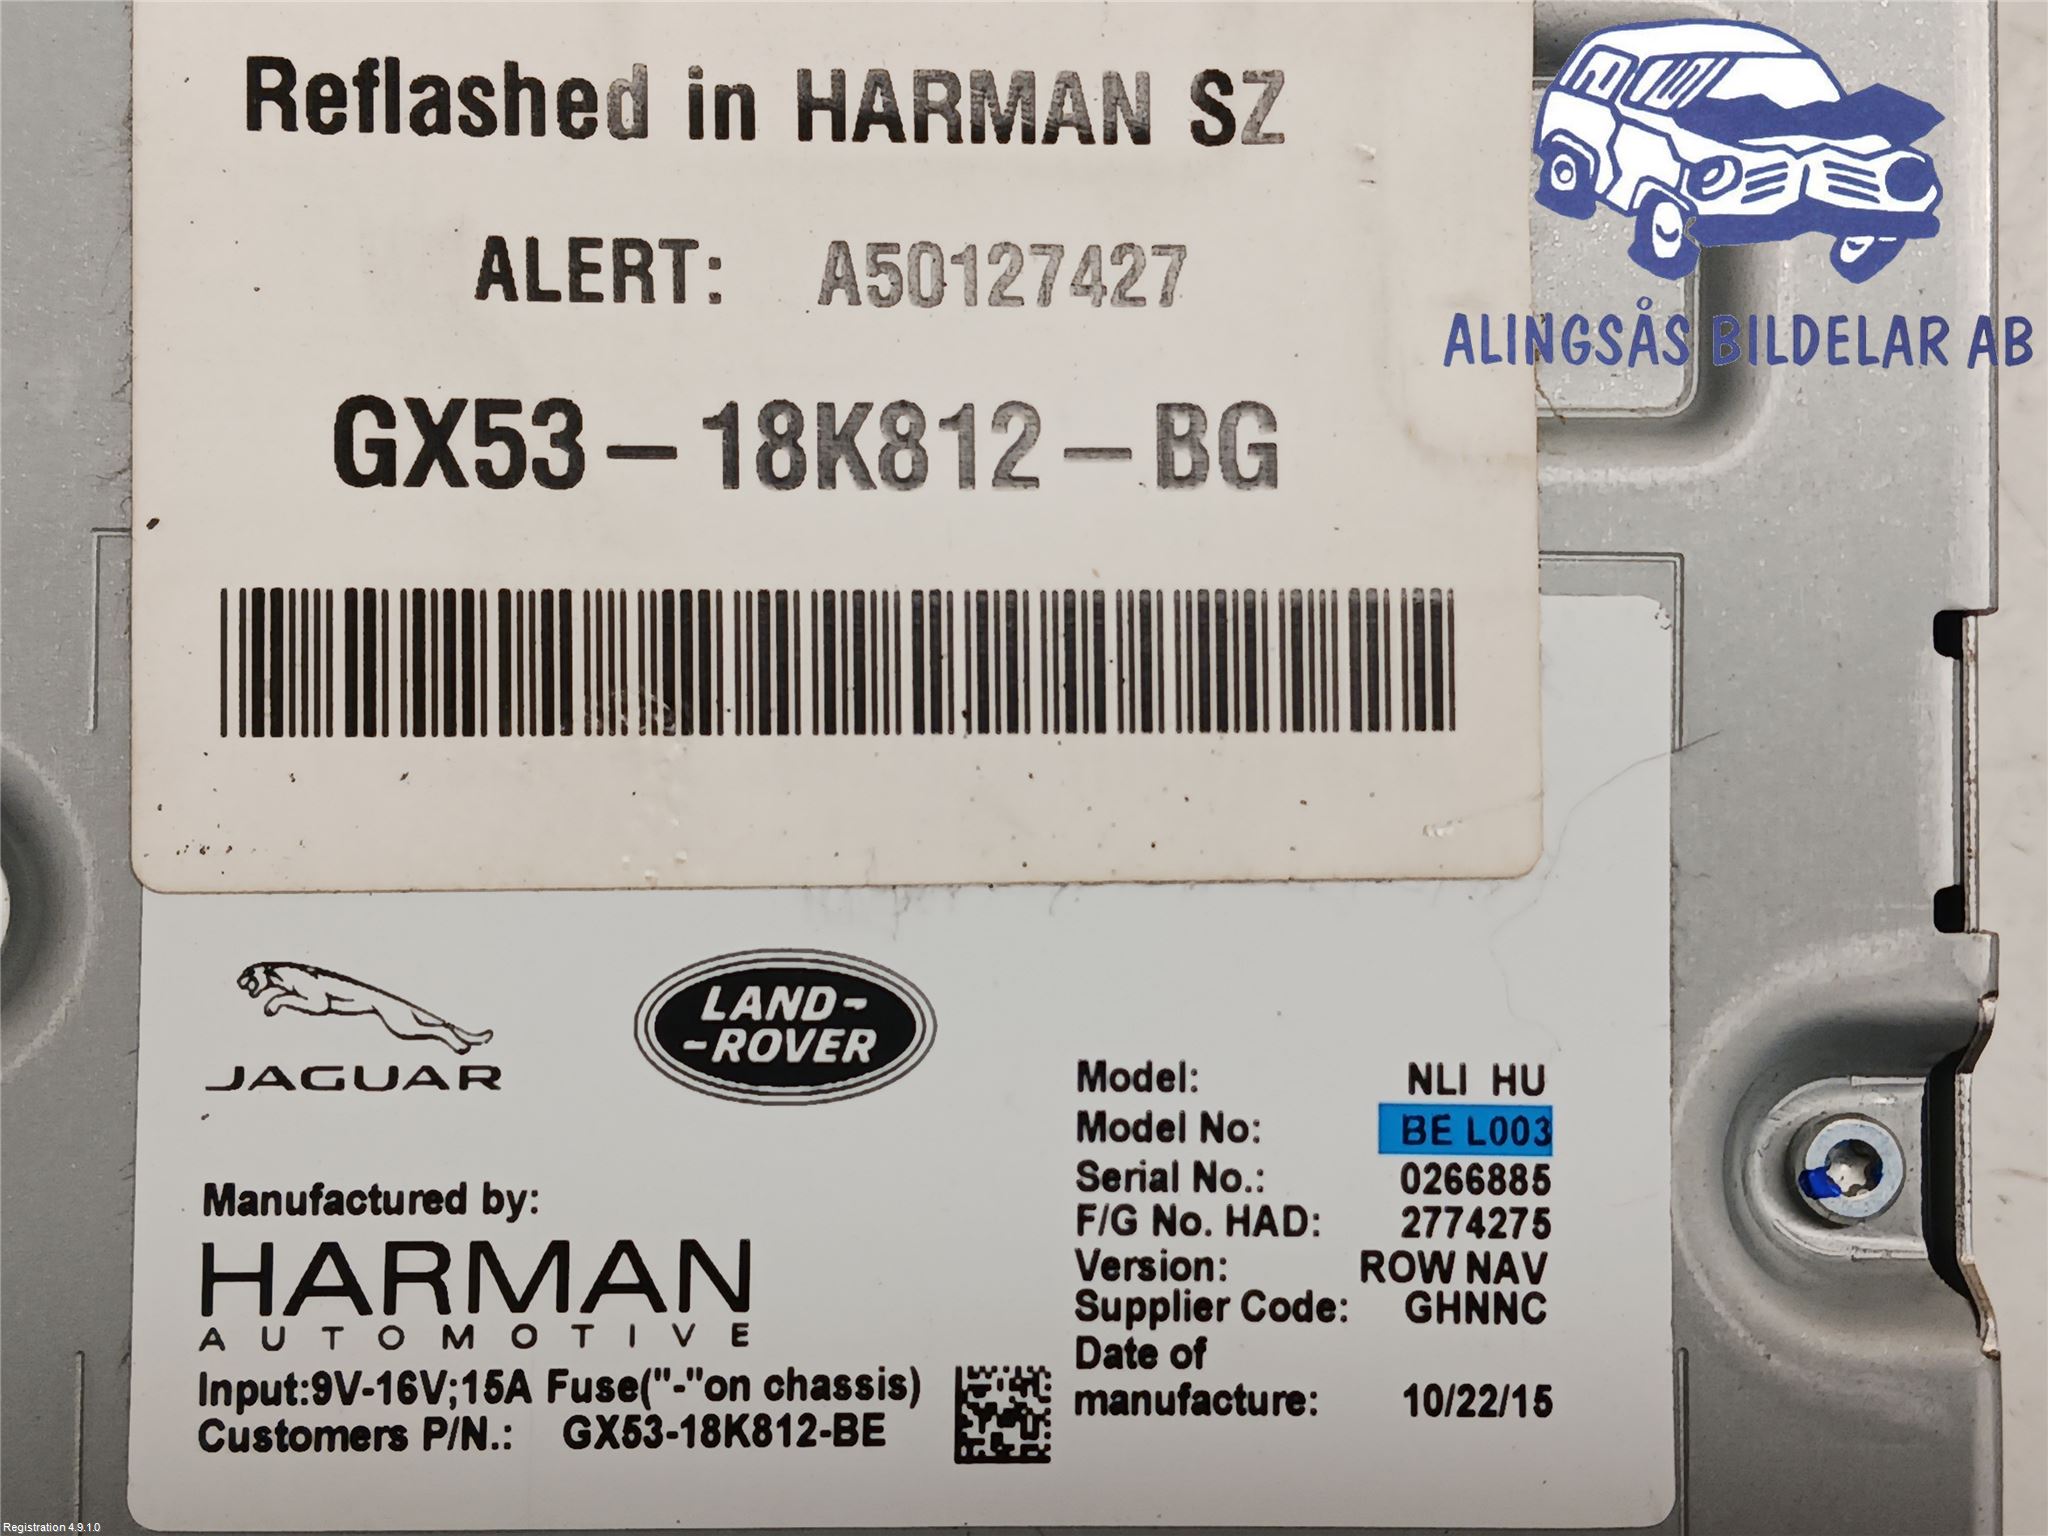 Reflashed in HARMAN SZ
ALERT: A50127427
GX53-18K812-BG
ALINGSÅS BILDELAR AB
JAGUAR
LAND-
-ROVER
Manufactured by:
HARMAN
AUTOMOTIVE
Input:9V-16V;15A Fuse("-"on chassis)
Customers P/N.: GX53-18K812-BE
Model: NLI HU
Model No: BE L003
Serial No.: 0266885
F/G No. HAD: 2774275
Version: ROW NAV
Supplier Code: GHNNC
Date of
manufacture: 10/22/15
Registration 4.9.1.0